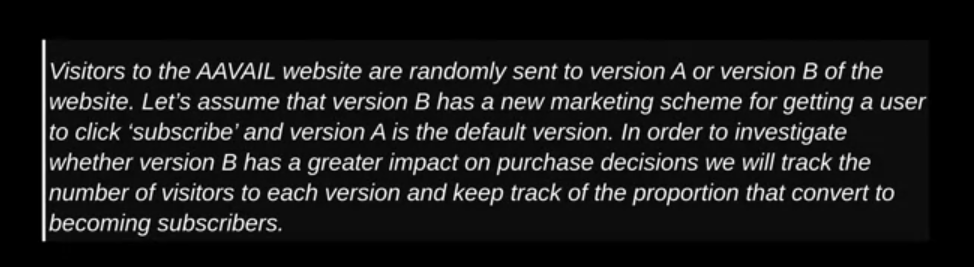 Visitors to the AAVAIL website are randomly sent to version A or version B of the
website. Let's assume that version B has a new marketing scheme for getting a user
to click ‘subscribe’ and version A is the default version. In order to investigate
whether version B has a greater impact on purchase decisions we will track the
number of visitors to each version and keep track of the proportion that convert to
becoming subscribers.